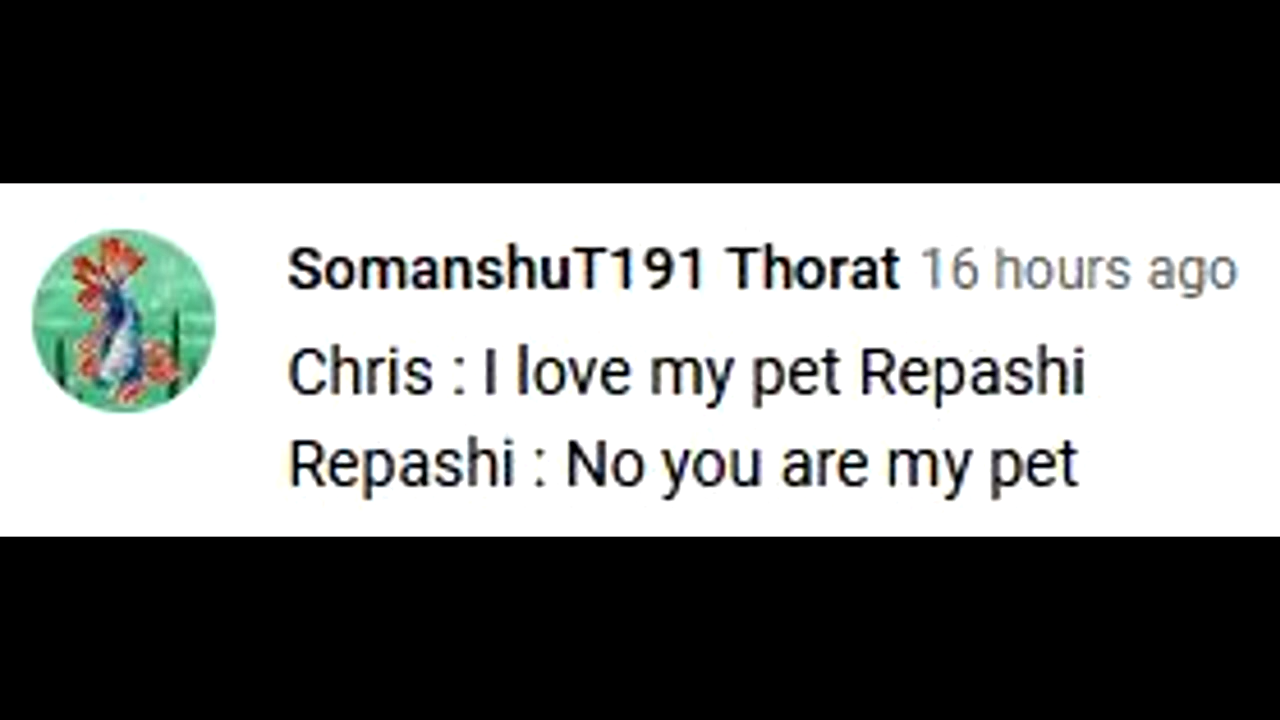 SomanshuT191 Thorat 16 hours ago
Chris : I love my pet Repashi
Repashi : No you are my pet